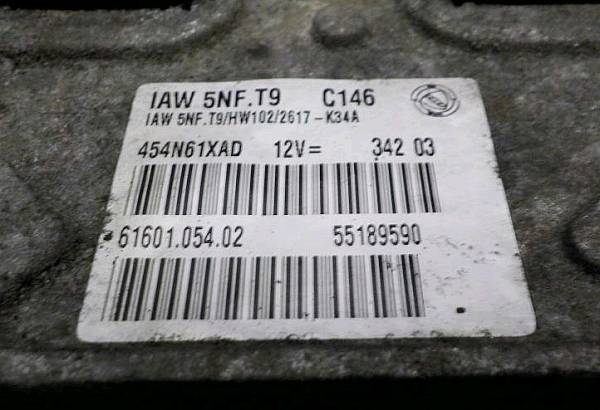 IAW 5NF.T9 C146
IAW 5NF.T9/HW102/2617-K34A
454N61XAD 12V= 342 03
61601.054.02 55189590